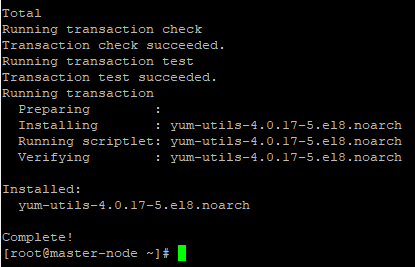 Total
Running transaction check
Transaction check succeeded.
Running transaction test
Transaction test succeeded.
Running transaction
  Preparing        :
  Installing       : yum-utils-4.0.17-5.el8.noarch
  Running scriptlet: yum-utils-4.0.17-5.el8.noarch
  Verifying        : yum-utils-4.0.17-5.el8.noarch

Installed:
  yum-utils-4.0.17-5.el8.noarch

Complete!
[root@master-node ~]#